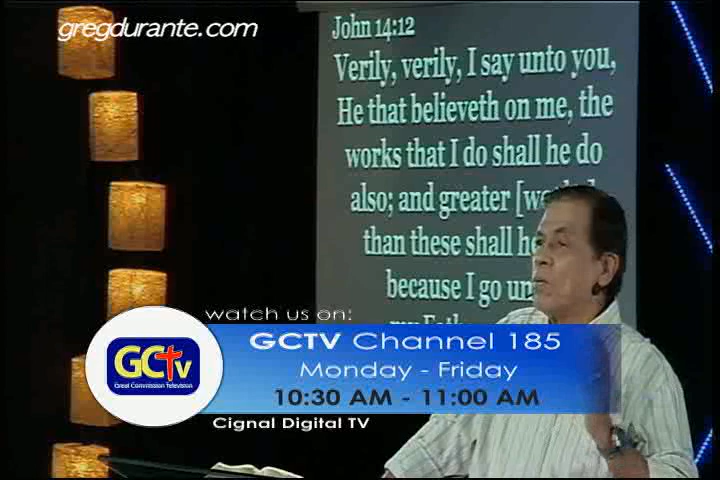 gregdurante.com
John 14:12
Verily, verily, I say unto you,
He that believeth on me, the
works that I do shall he do
also; and greater
than these shall he
because I go
watch us on:
GCTV Channel 185
Monday - Friday
10:30 AM - 11:00 AM
GCTV
Great Commission Television
Cignal Digital TV